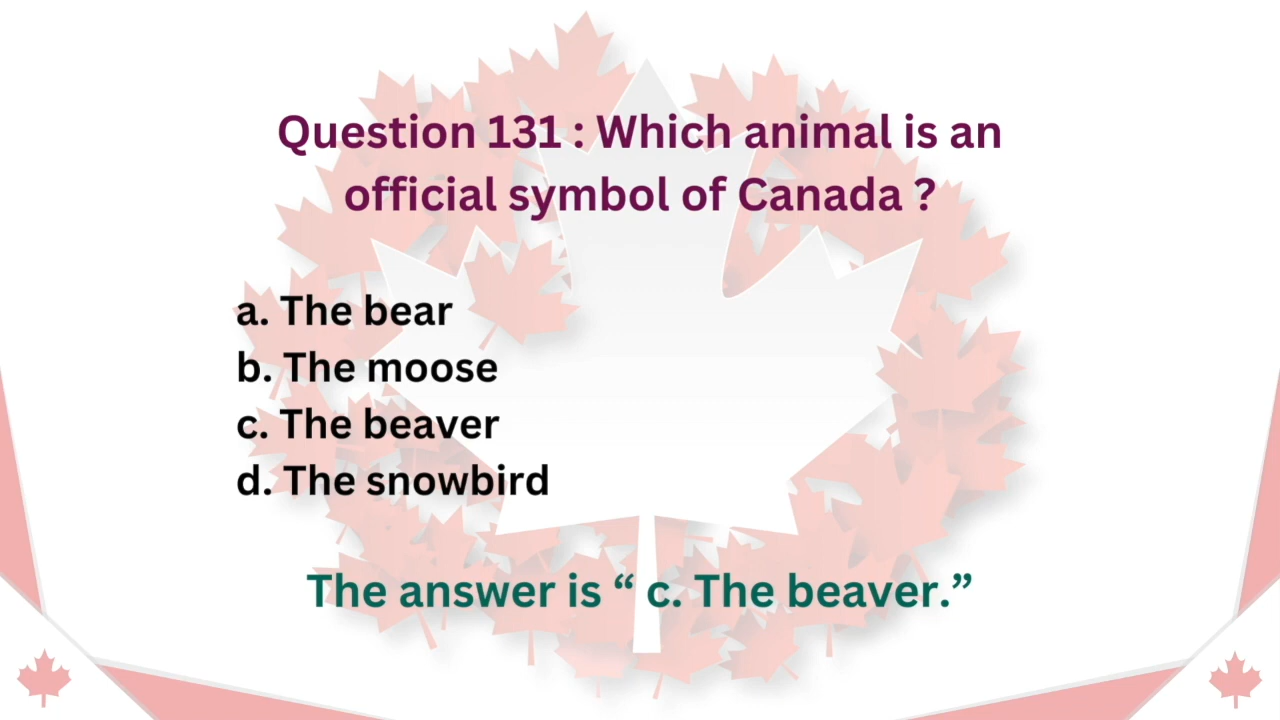 Question 131 : Which animal is an
official symbol of Canada ?
a. The bear
b. The moose
c. The beaver
d. The snowbird
The answer is “ c. The beaver.”